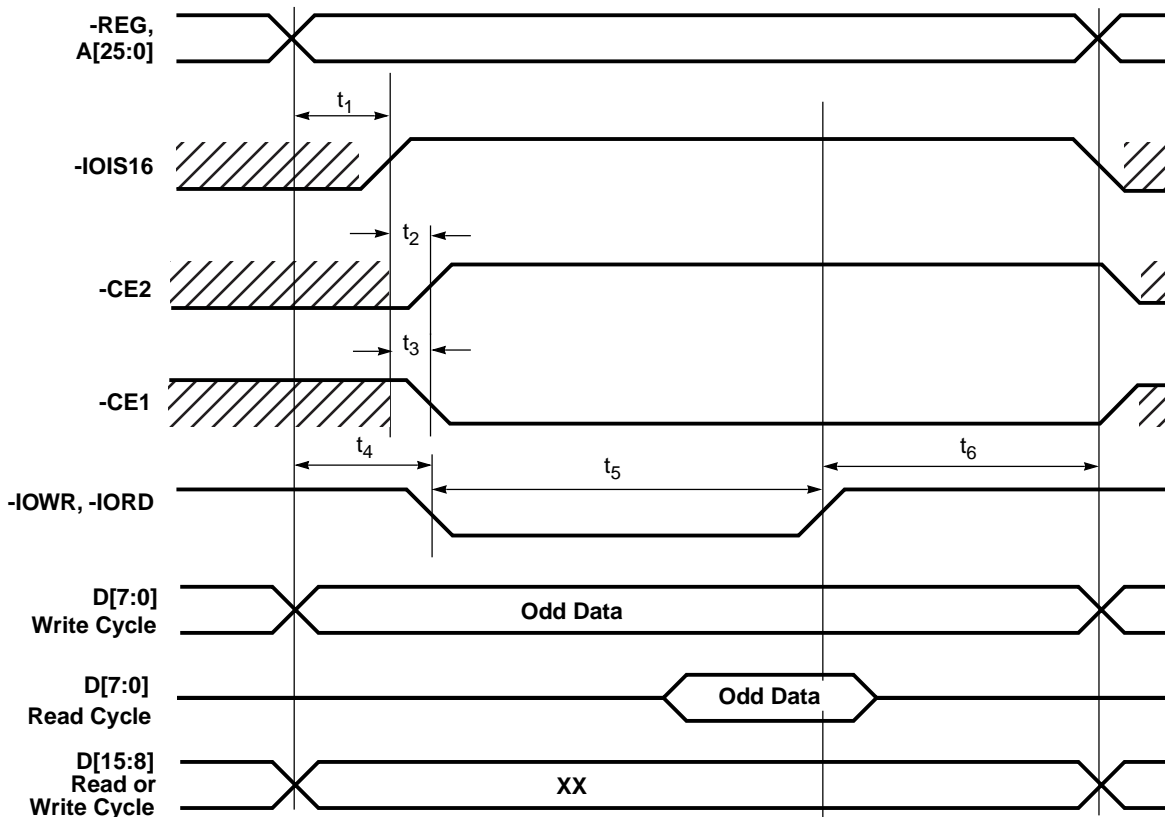 -REG,
A[25:0]
t1
-IOIS16
t2
-CE2
t3
-CE1
t4
t5
t6
-IOWR, -IORD
D[7:0]
Write Cycle
Odd Data
D[7:0]
Read Cycle
Odd Data
D[15:8]
Read or
Write Cycle
XX